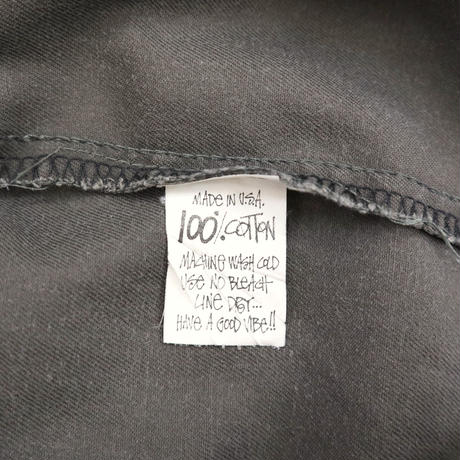 MADE IN U.S.A.
100% COTTON
MACHINE WASH COLD
USE NO BLEACH
LINE DRY...
HAVE A GOOD VIBE!!